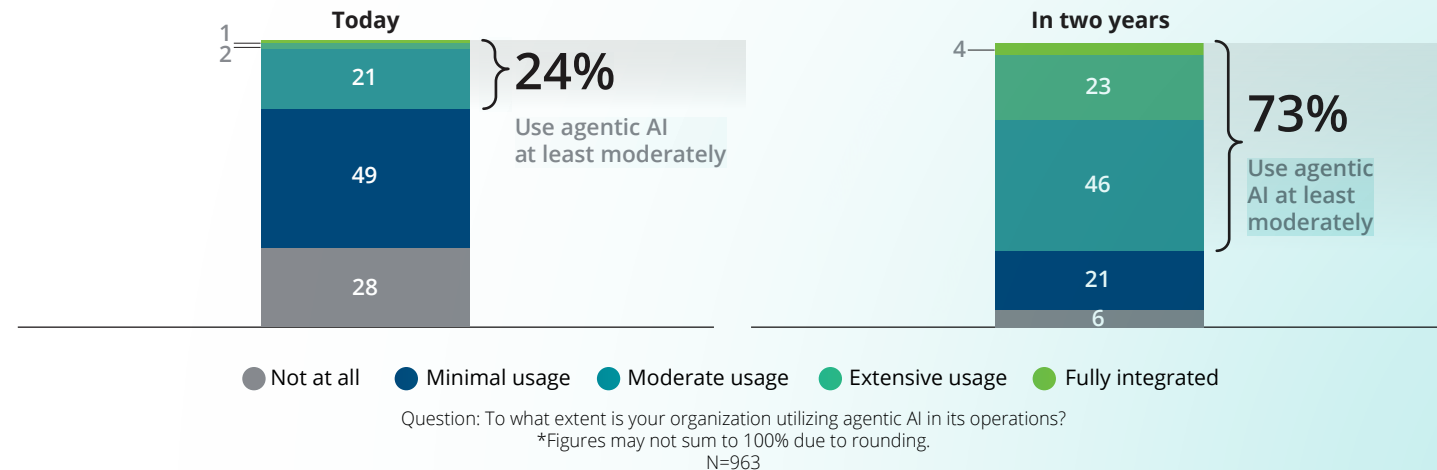 Today
1
2
21
49
28
24%
Use agentic AI
at least moderately
In two years
4
23
46
21
6
73%
Use agentic
AI at least
moderately
Not at all
Minimal usage
Moderate usage
Extensive usage
Fully integrated
Question: To what extent is your organization utilizing agentic AI in its operations?
*Figures may not sum to 100% due to rounding.
N=963